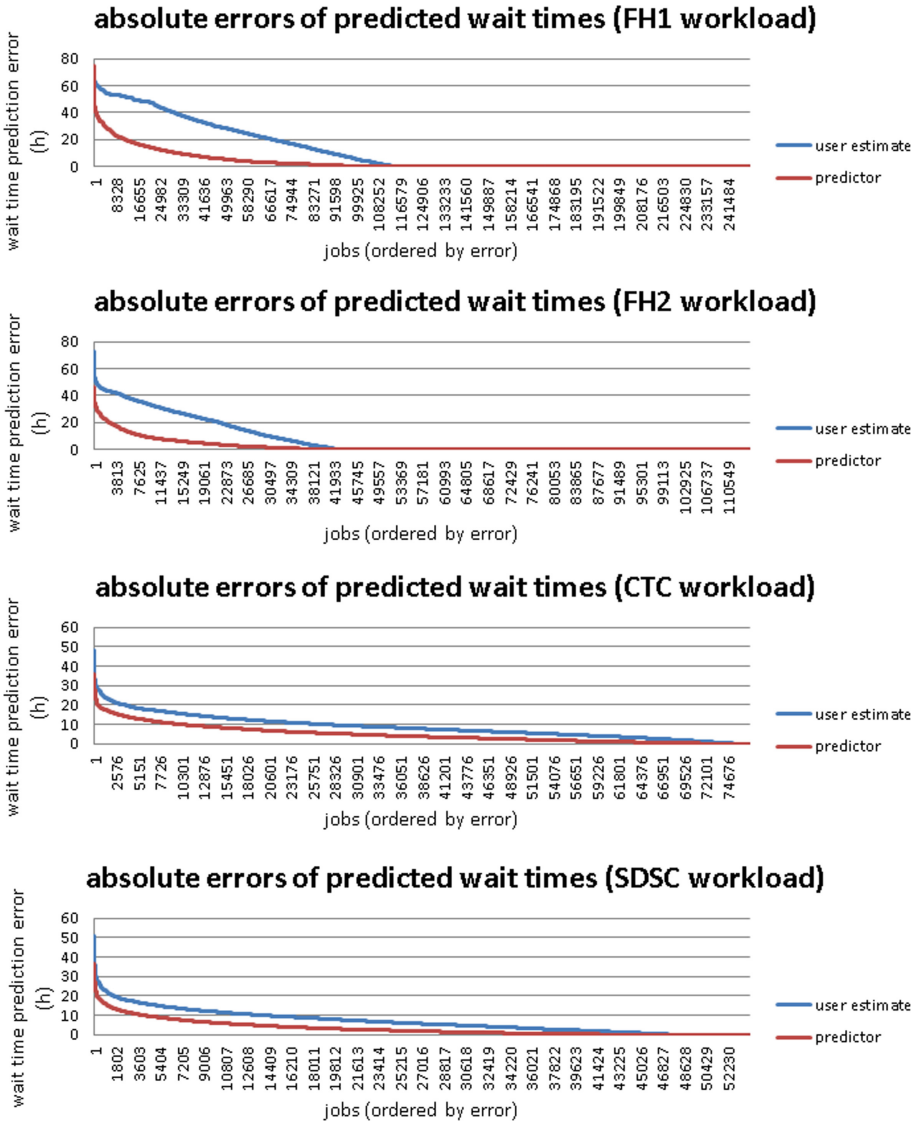 absolute errors of predicted wait times (FH1 workload)
wait time prediction error
(h)
80
60
40
20
0
1 8328 16655 24982 33309 41636 49963 58290 66617 74944 83271 91598 99925 108252 116579 124906 133233 141560 149887 158214 166541 174868 183195 191522 199849 208176 216503 224830 233157 241484
jobs (ordered by error)
user estimate
predictor
absolute errors of predicted wait times (FH2 workload)
wait time prediction error
(h)
80
60
40
20
0
1 3813 7625 11437 15249 19061 22873 26685 30497 34309 38121 41933 45745 49557 53369 57181 60993 64805 68617 72429 76241 80053 83865 87677 91489 95301 99113 102925 106737 110549
jobs (ordered by error)
user estimate
predictor
absolute errors of predicted wait times (CTC workload)
wait time prediction error
(h)
60
50
40
30
20
10
0
1 2576 5151 7726 10301 12876 15451 18026 20601 23176 25751 28326 30901 33476 36051 38626 41201 43776 46351 48926 51501 54076 56651 59226 61801 64376 66951 69526 72101 74676
jobs (ordered by error)
user estimate
predictor
absolute errors of predicted wait times (SDSC workload)
wait time prediction error
(h)
60
50
40
30
20
10
0
1 1802 3603 5404 7205 9006 10807 12608 14409 16210 18011 19812 21613 23414 25215 27016 28817 30618 32419 34220 36021 37822 39623 41424 43225 45026 46827 48628 50429 52230
jobs (ordered by error)
user estimate
predictor